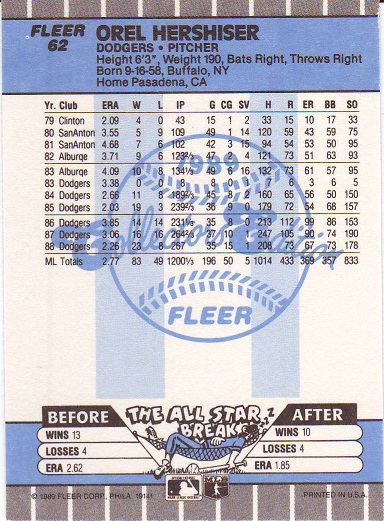 FLEER
62
OREL HERSHISER
DODGERS • PITCHER
Height 6'3", Weight 190, Bats Right, Throws Right
Born 9-16-58, Buffalo, NY
Home Pasadena, CA
Yr. Club ERA W L IP G CG SV H R ER BB SO
79 Clinton 2.09 4 0 43 15 1 2 33 15 10 17 33
80 SanAnton 3.55 5 9 109 49 1 14 120 59 43 59 75
81 SanAnton 4.68 7 6 102 42 3 15 94 54 53 50 95
82 Alburqe 3.71 9 6 123⅔ 47 2 4 121 73 51 63 93
83 Alburqe 4.09 10 8 134⅓ 49 6 16 132 73 61 57 95
83 Dodgers 3.38 0 0 8 1 7 6 3 6 5
84 Dodgers 2.66 11 8 189⅔ 45 8 2 160 65 56 50 150
85 Dodgers 2.03 19 3 239⅔ 36 9 0 179 72 54 68 157
86 Dodgers 3.85 14 14 231⅓ 35 8 0 213 112 99 86 153
87 Dodgers 3.06 16 16 264⅔ 37 10 1 247 105 90 74 190
88 Dodgers 2.26 23 8 267 35 15 1 208 73 67 73 178
ML Totals 2.77 83 49 1200⅓ 196 50 5 1014 433 369 357 833
1989
Collectors Edition
FLEER
BEFORE
THE ALL STAR BREAK
AFTER
WINS 13
LOSSES 4
ERA 2.62
WINS 10
LOSSES 4
ERA 1.85
© 1989 FLEER CORP., PHILA. 19141
PRINTED IN U.S.A.